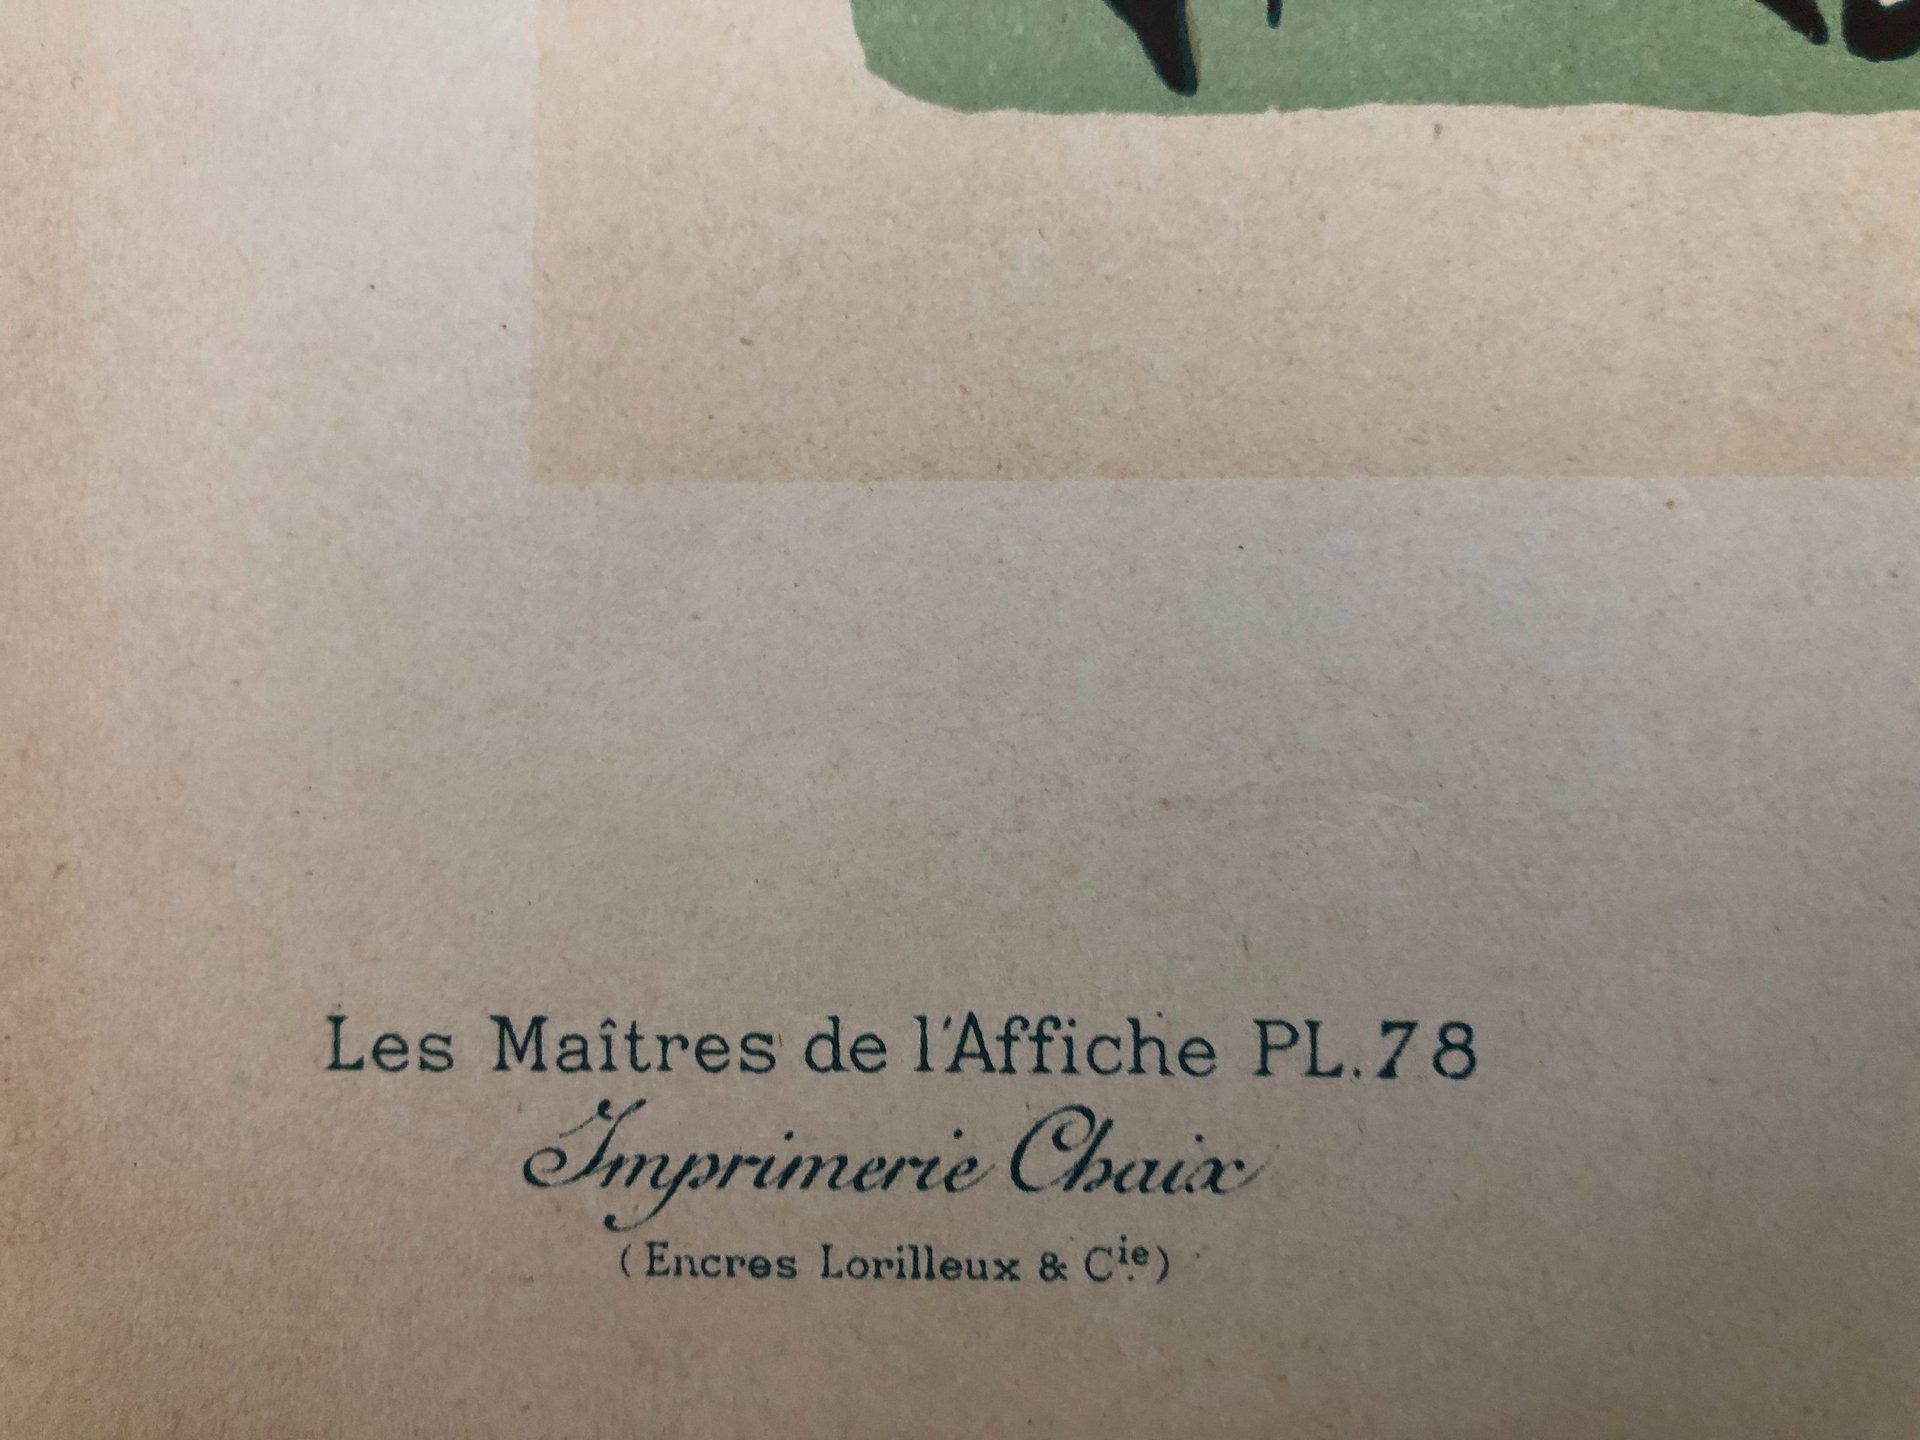 Les Maîtres de l'Affiche PL.78
Imprimerie Chaix
(Encres Lorilleux & Cie)